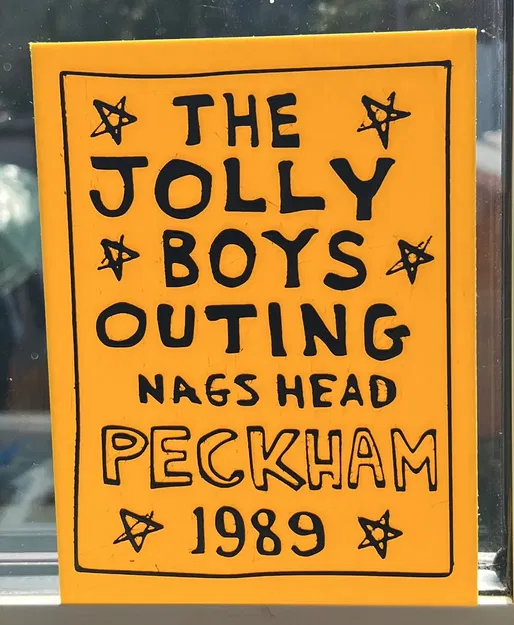 THE
JOLLY
BOYS
OUTING
NAGS HEAD
PECKHAM
1989